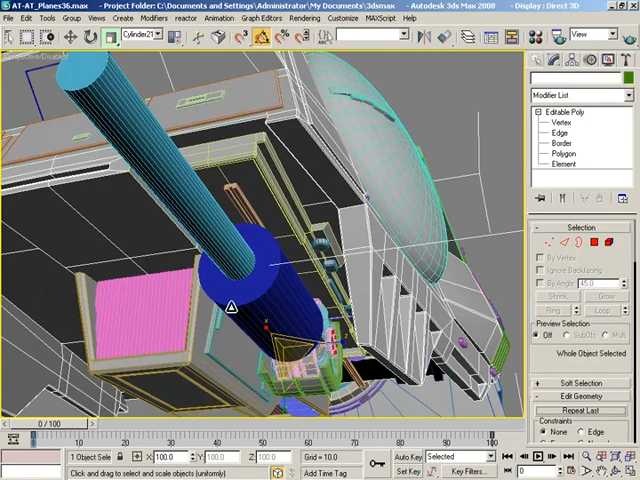 AT-AT_Planes36.max - Project Folder: C:\Documents and Settings\Administrator\My Documents\3dsmax - Autodesk 3ds Max 2008 - Display : Direct 3D
File Edit Tools Group Views Create Modifiers reactor Animation Graph Editors Rendering Customize MAXScript Help
Cylinder21
View
Modifier List
Editable Poly
Vertex
Edge
Border
Polygon
Element
Selection
By Vertex
Ignore Backfacing
By Angle: 45.0
Shrink Grow
Ring Loop
Preview Selection
Off SubObj Multi
Whole Object Selected
Soft Selection
Edit Geometry
Repeat Last
Constraints
None Edge
0 / 100
0 10 20 30 40 50 60 70 80 90 100
1 Object Sele X: 100.0 Y: 100.0 Z: 100.0 Grid = 10.0
Auto Key Selected
Click and drag to select and scale objects (uniformly) Add Time Tag
Set Key Key Filters... 0